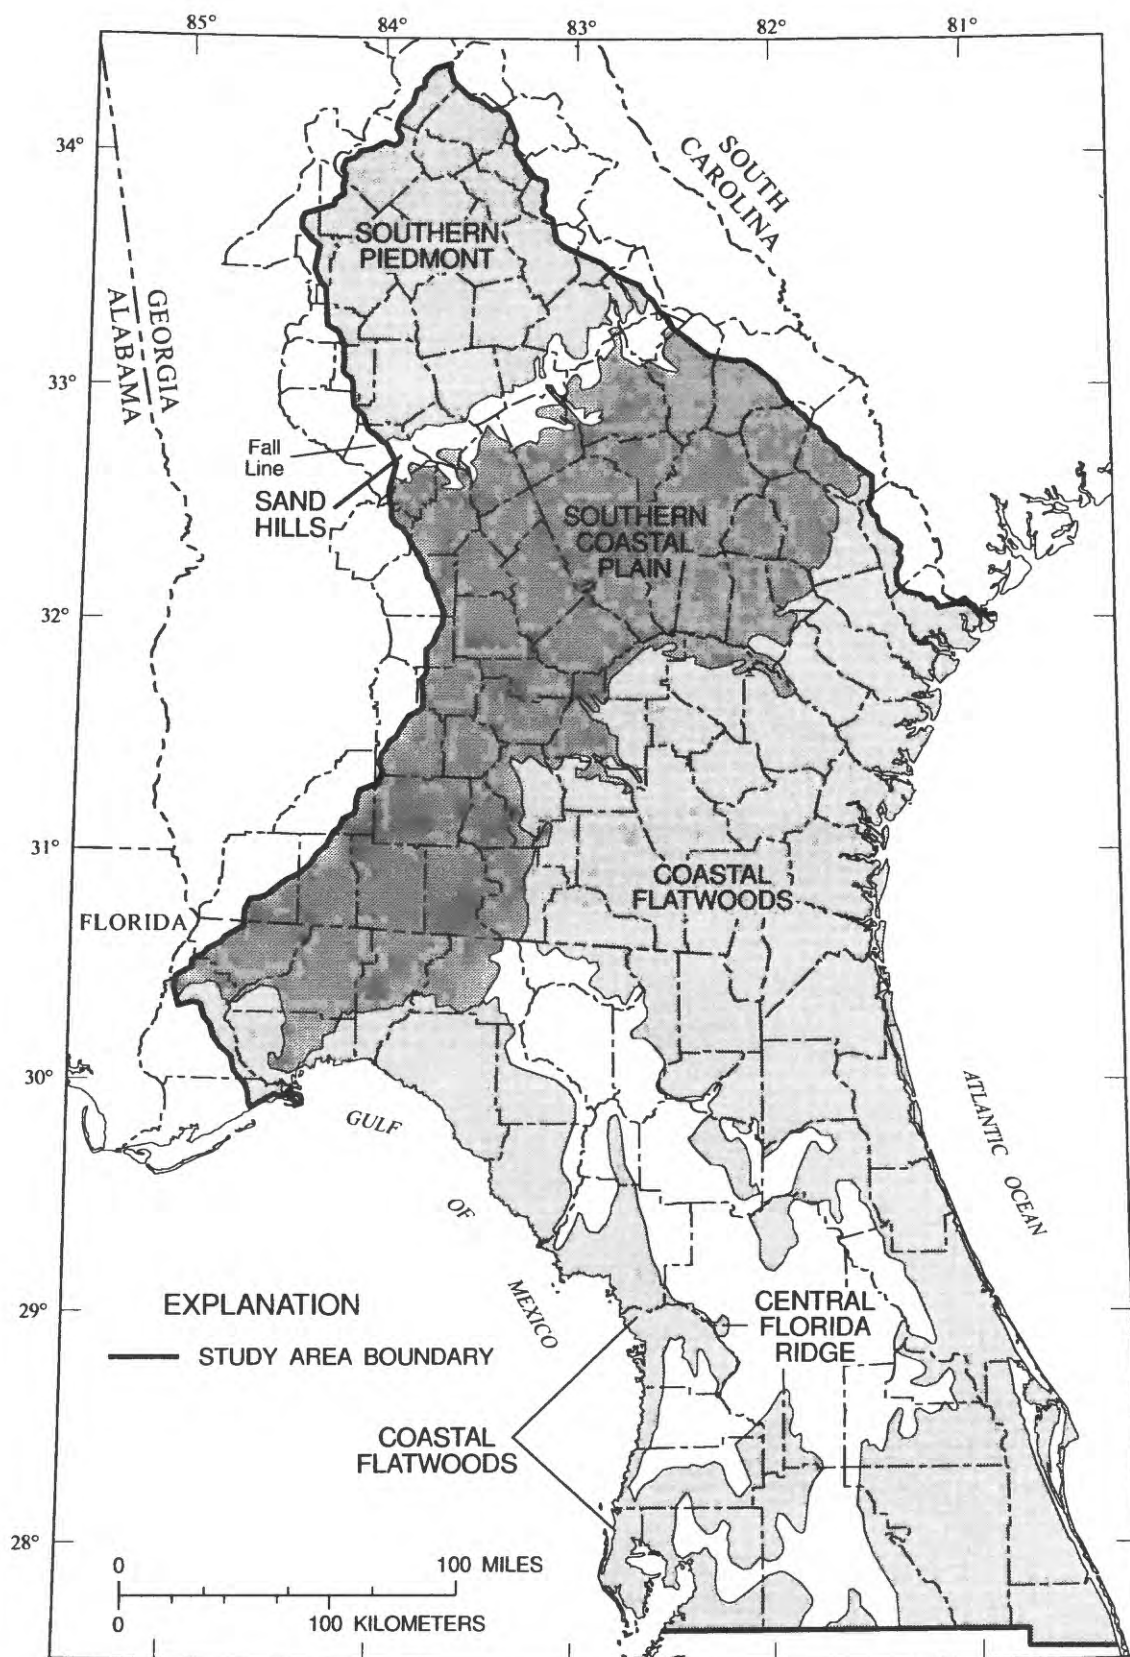 85°
84°
83°
82°
81°
34°
SOUTH
CAROLINA
SOUTHERN
PIEDMONT
GEORGIA
ALABAMA
33°
Fall
Line
SAND
HILLS
SOUTHERN
COASTAL
PLAIN
32°
31°
COASTAL
FLATWOODS
FLORIDA
30°
GULF
OF
MEXICO
ATLANTIC OCEAN
29°
EXPLANATION
STUDY AREA BOUNDARY
CENTRAL
FLORIDA
RIDGE
COASTAL
FLATWOODS
28°
0 100 MILES
0 100 KILOMETERS